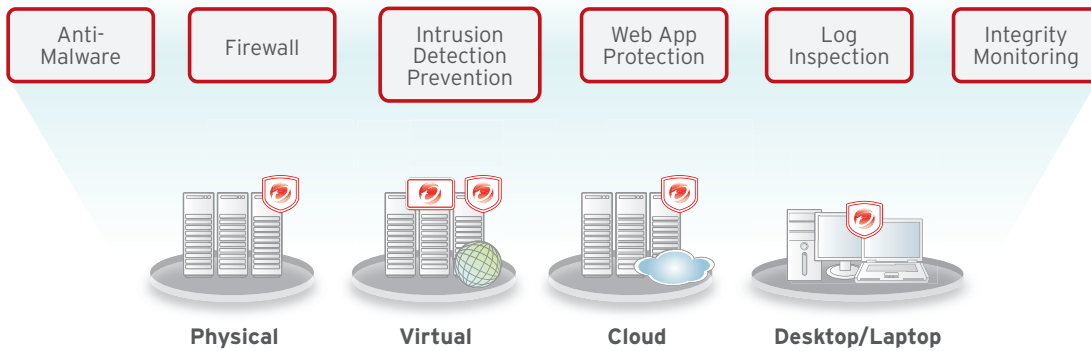 Anti-
Malware
Firewall
Intrusion
Detection
Prevention
Web App
Protection
Log
Inspection
Integrity
Monitoring
Physical
Virtual
Cloud
Desktop/Laptop